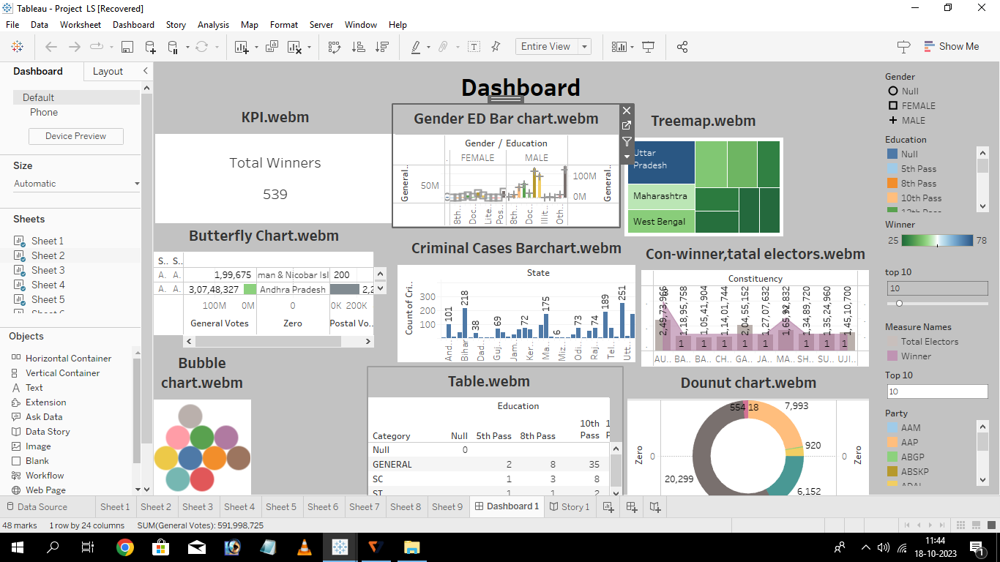 Tableau - Project LS [Recovered]
File Data Worksheet Dashboard Story Analysis Map Format Server Window Help
Entire View
Show Me
Dashboard Layout
Default
Phone
Device Preview
Size
Automatic
Sheets
Sheet 1
Sheet 2
Sheet 3
Sheet 4
Sheet 5
Objects
Horizontal Container
Vertical Container
Text
Extension
Ask Data
Data Story
Image
Blank
Workflow
Web Page
Dashboard
KPI.webm
Total Winners
539
Gender ED Bar chart.webm
Gender / Education
FEMALE MALE
General..
50M
100M
0M
General..
8th..
Doc..
Lite..
Pos..
8th..
Doc..
Illit..
Oth..
Treemap.webm
Uttar
Pradesh
Maharashtra
West Bengal
Butterfly Chart.webm
S.. S..
A. A. 1,99,675 man & Nicobar Isl 200
A. A. 3,07,48,327 Andhra Pradesh 2,2
100M 0M 0 0K 200K
General Votes Zero Postal Vo..
Criminal Cases Barchart.webm
State
Count of Cri..
300
200
100
101
218
38
69
72
175
6
73
74
189
251
And..
Bihar
Dad..
Guj..
Jam..
Ker..
Ma..
Miz..
Odi..
Raj..
Tel..
Utt..
Con-winner,tatal electors.webm
Constituency
2,49,73,966
1,18,95,758
1,05,41,904
1,14,01,744
2,04,55,152
1,27,07,632
1,65,92,832
1,34,89,720
1,35,24,960
1,45,10,700
1 1 1 1 1 1 1 1 1
AU.. BA.. BA.. CH.. GA.. JA.. MA.. SH.. SU.. UJI..
Bubble
chart.webm
Table.webm
Education
10th
Category Null 5th Pass 8th Pass Pass
Null 0
GENERAL 2 8 35
SC 1 3 8
ST 1 1 2
Dounut chart.webm
554 18
7,993
920
6,152
20,299
Zero
0
0
Zero
Gender
Null
FEMALE
MALE
Education
Null
5th Pass
8th Pass
10th Pass
12th Pass
Winner
25 78
top 10
10
Measure Names
Total Electors
Winner
Top 10
10
Party
AAM
AAP
ABGP
ABSKP
Data Source Sheet 1 Sheet 2 Sheet 3 Sheet 4 Sheet 5 Sheet 6 Sheet 7 Sheet 8 Sheet 9 Dashboard 1 Story 1
48 marks 1 row by 24 columns SUM(General Votes): 591,998,725
11:44
18-10-2023
1